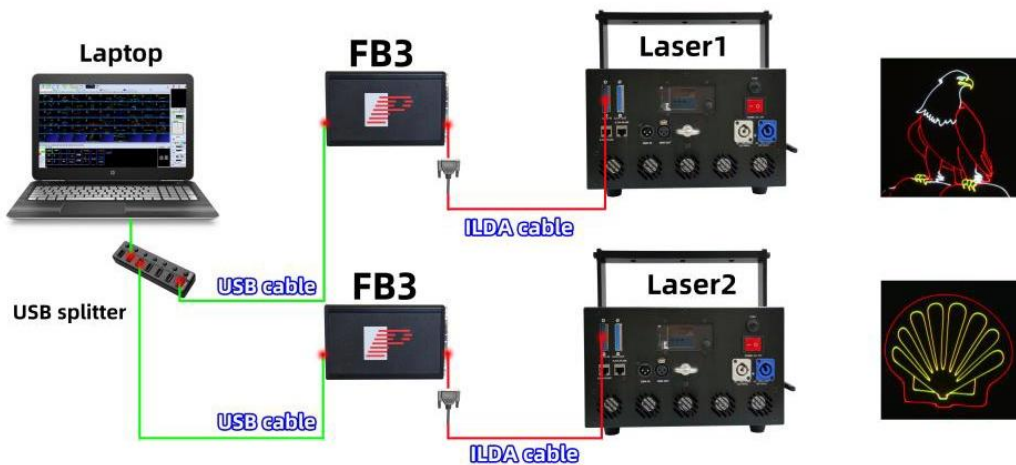 Laptop
FB3
Laser1
ILDA cable
USB cable
USB splitter
FB3
Laser2
USB cable
ILDA cable